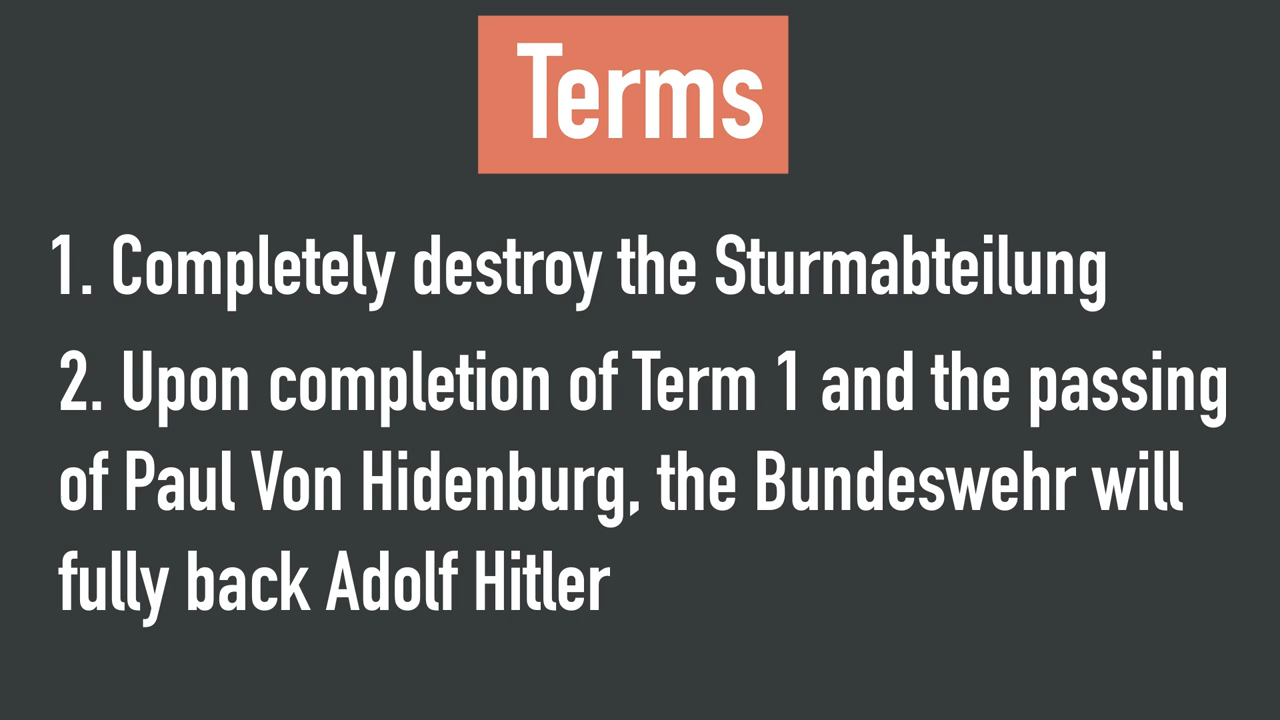 Terms
1. Completely destroy the Sturmabteilung
2. Upon completion of Term 1 and the passing
of Paul Von Hidenburg, the Bundeswehr will
fully back Adolf Hitler